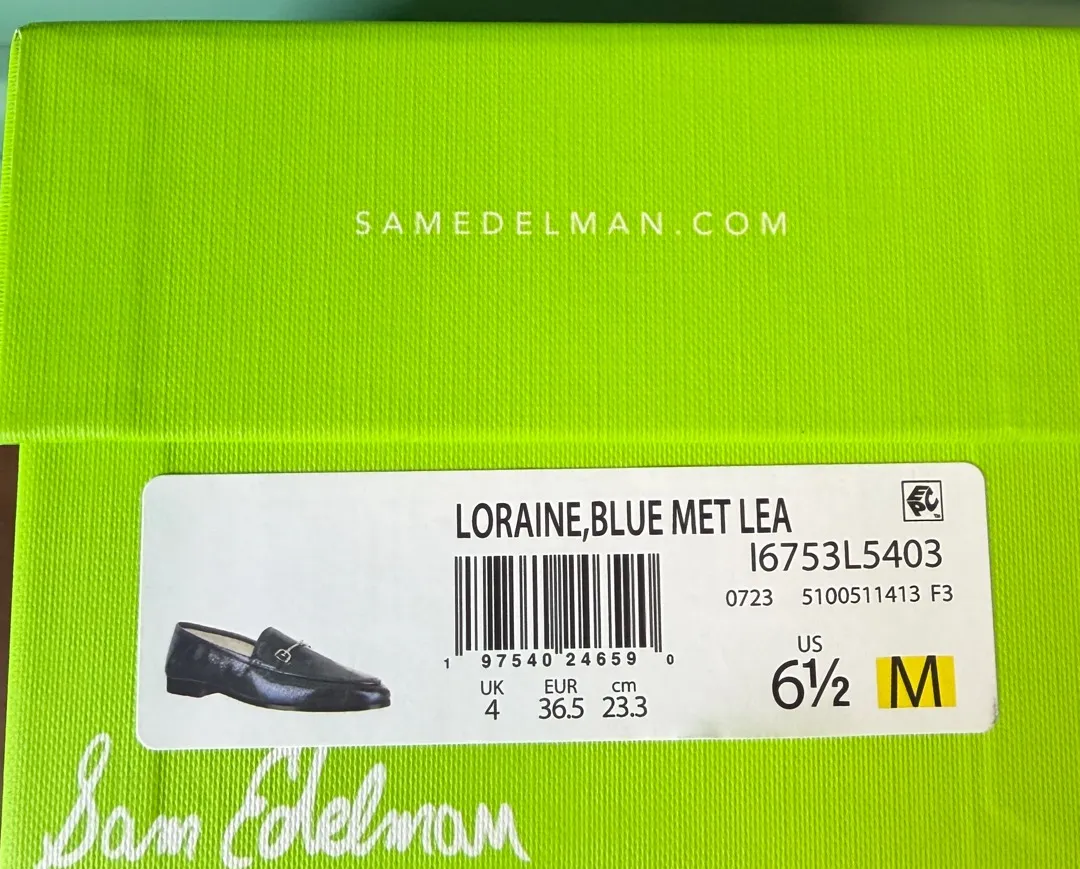 SAMEDELMAN.COM
LORAINE,BLUE MET LEA
EPC
I6753L5403
0723 5100511413 F3
1 97540 24659 0
UK EUR cm
4 36.5 23.3
US
6½ M
Sam Edelman